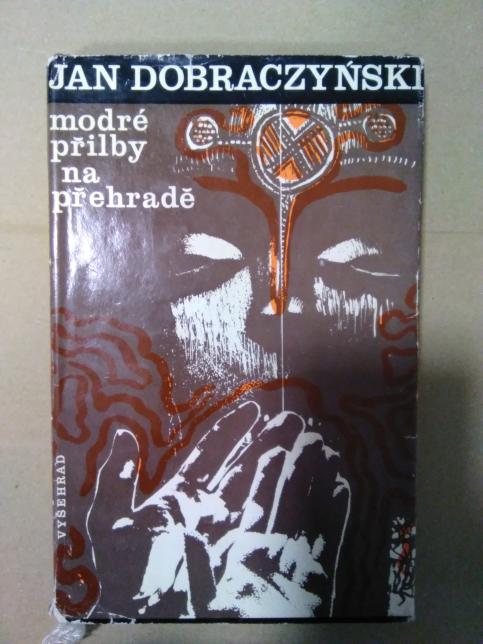 JAN DOBRACZYŃSKI
modré
přilby
na
přehradě
VYŠEHRAD